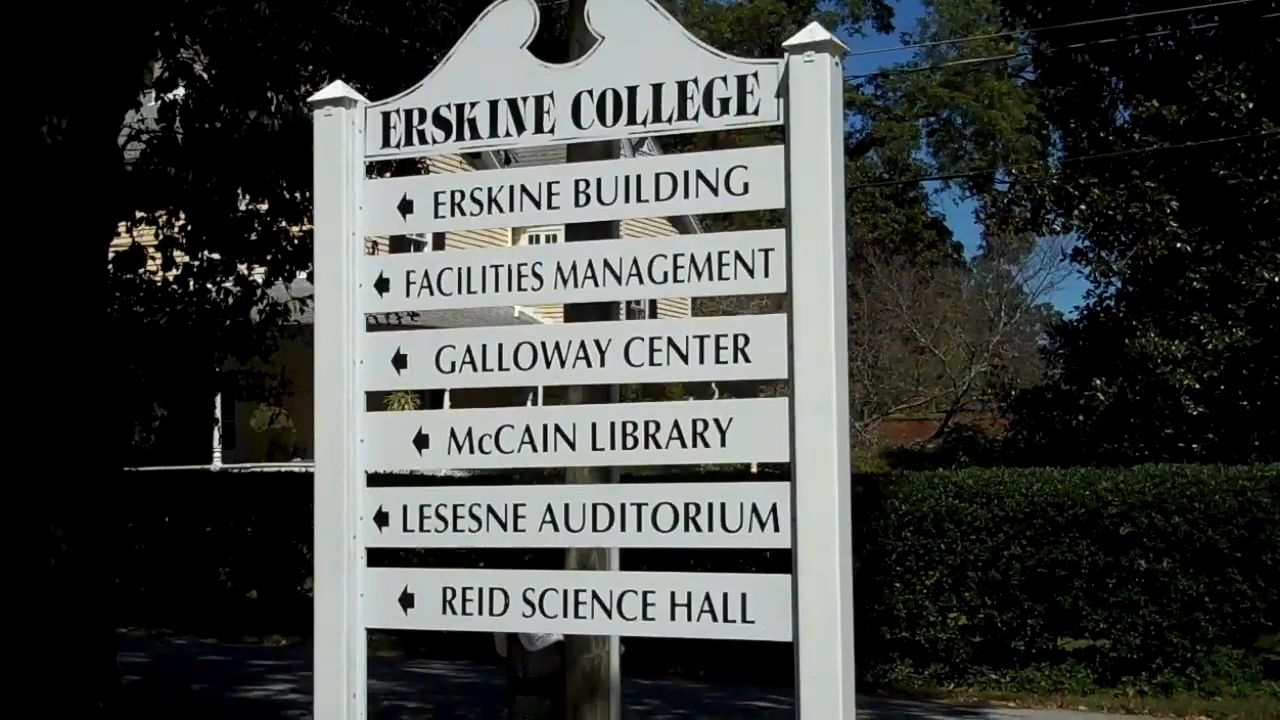 ERSKINE COLLEGE
ERSKINE BUILDING
FACILITIES MANAGEMENT
GALLOWAY CENTER
McCAIN LIBRARY
LESESNE AUDITORIUM
REID SCIENCE HALL